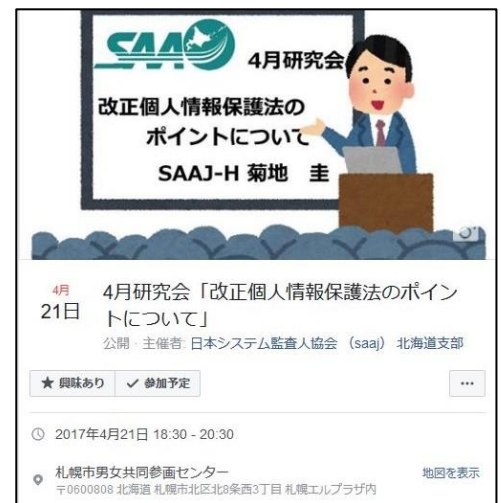 SAAJ
4月研究会
改正個人情報保護法の
ポイントについて
SAAJ-H 菊地 圭
4月
21日
4月研究会「改正個人情報保護法のポイン
トについて」
公開 · 主催者: 日本システム監査人協会 （saaj） 北海道支部
★ 興味あり
✓ 参加予定
...
2017年4月21日 18:30 - 20:30
札幌市男女共同参画センター
地図を表示
〒0600808 北海道 札幌市北区北8条西3丁目 札幌エルプラザ内